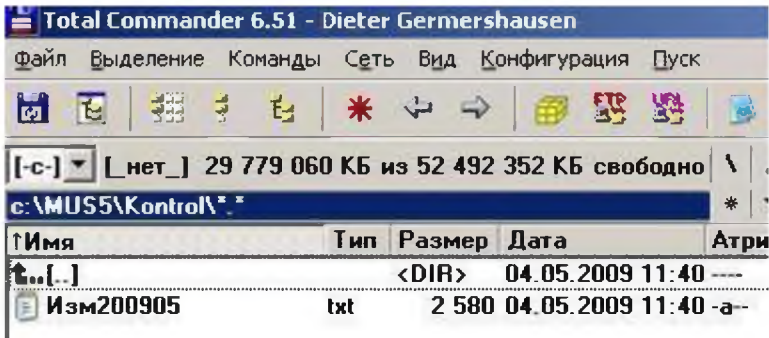 Total Commander 6.51 - Dieter Germershausen
Файл Выделение Команды Сеть Вид Конфигурация Пуск
FTP URL
[-c-] [_нет_] 29 779 060 КБ из 52 492 352 КБ свободно \
c:\MUS5\Kontrol\*.* *
↑Имя Тип Размер Дата Атри
[..] <DIR> 04.05.2009 11:40 ----
Изм200905 txt 2 580 04.05.2009 11:40 -a--